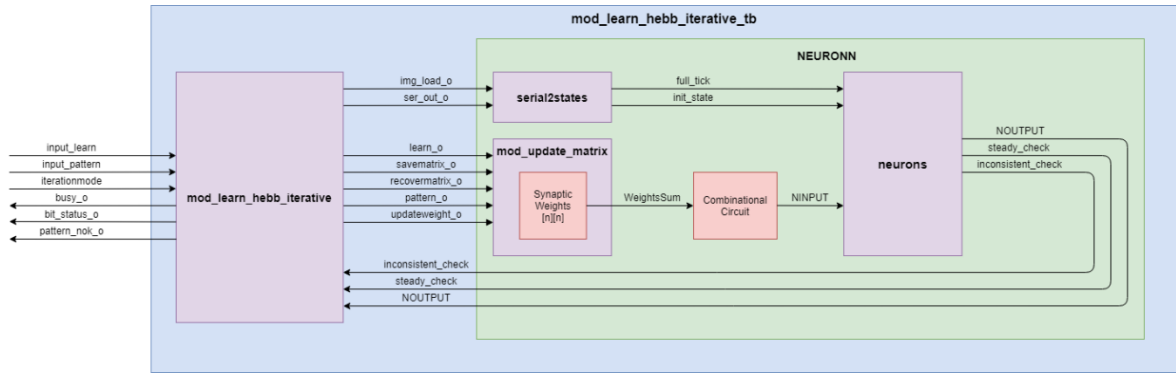 mod_learn_hebb_iterative_tb
NEURONN
img_load_o
ser_out_o
serial2states
full_tick
init_state
input_learn
input_pattern
iterationmode
busy_o
bit_status_o
pattern_nok_o
mod_learn_hebb_iterative
learn_o
savematrix_o
recovermatrix_o
pattern_o
updateweight_o
mod_update_matrix
Synaptic
Weights
[n][n]
WeightsSum
Combinational
Circuit
NINPUT
neurons
NOUTPUT
steady_check
inconsistent_check
inconsistent_check
steady_check
NOUTPUT